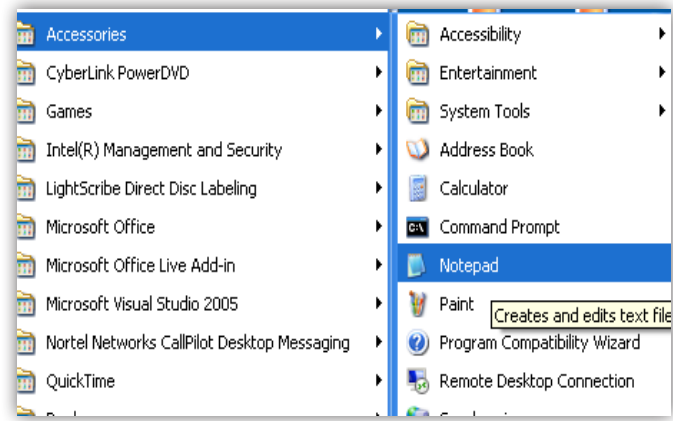 Accessories
CyberLink PowerDVD
Games
Intel(R) Management and Security
LightScribe Direct Disc Labeling
Microsoft Office
Microsoft Office Live Add-in
Microsoft Visual Studio 2005
Nortel Networks CallPilot Desktop Messaging
QuickTime
Accessibility
Entertainment
System Tools
Address Book
Calculator
C:\
Command Prompt
Notepad
Paint
Creates and edits text file
Program Compatibility Wizard
Remote Desktop Connection